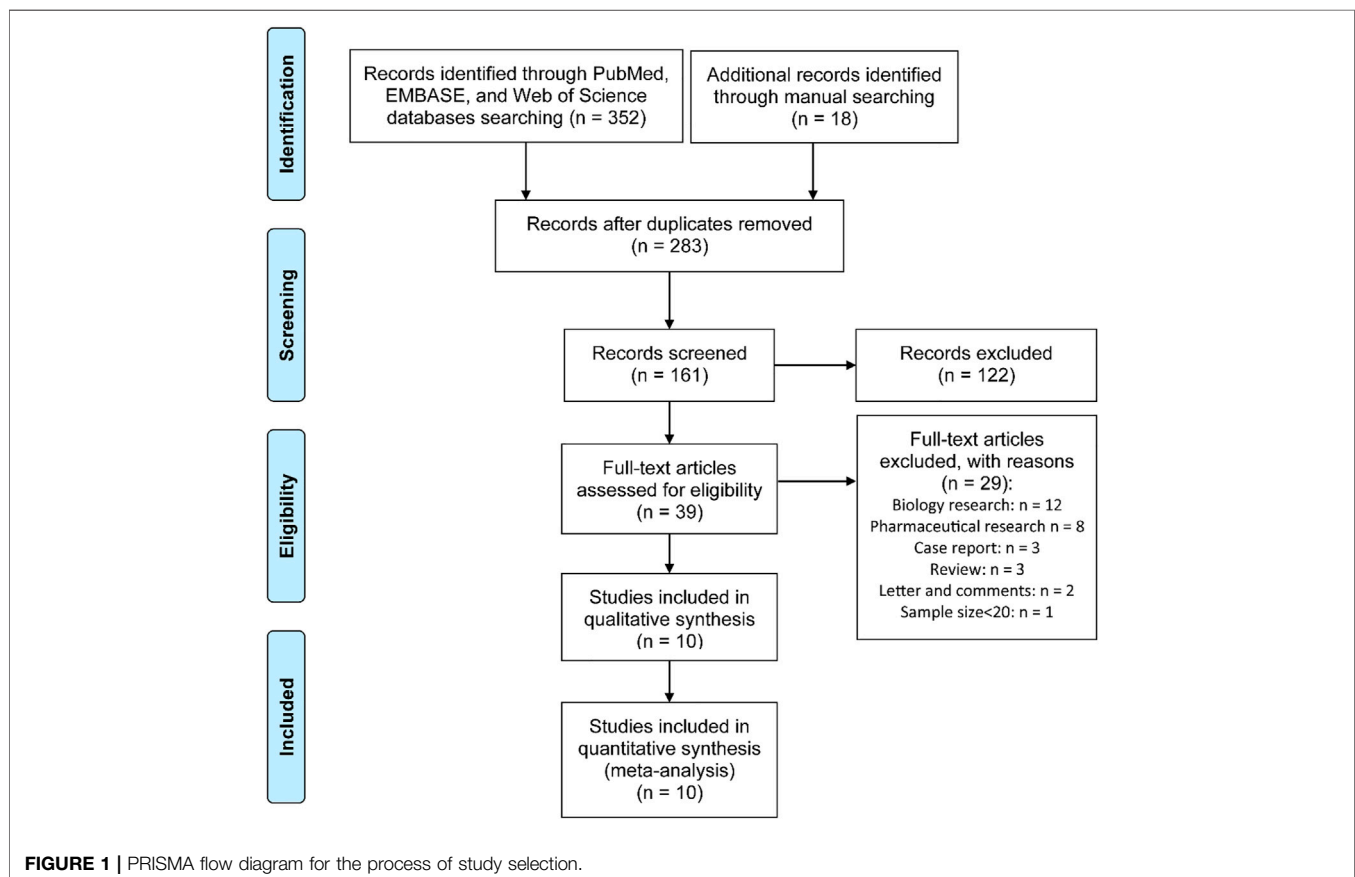 Identification
Records identified through PubMed,
EMBASE, and Web of Science
databases searching (n = 352)
Additional records identified
through manual searching
(n = 18)
Records after duplicates removed
(n = 283)
Screening
Records screened
(n = 161)
Records excluded
(n = 122)
Eligibility
Full-text articles
assessed for eligibility
(n = 39)
Full-text articles
excluded, with reasons
(n = 29):
Biology research: n = 12
Pharmaceutical research n = 8
Case report: n = 3
Review: n = 3
Letter and comments: n = 2
Sample size<20: n = 1
Studies included in
qualitative synthesis
(n = 10)
Included
Studies included in
quantitative synthesis
(meta-analysis)
(n = 10)
FIGURE 1 | PRISMA flow diagram for the process of study selection.